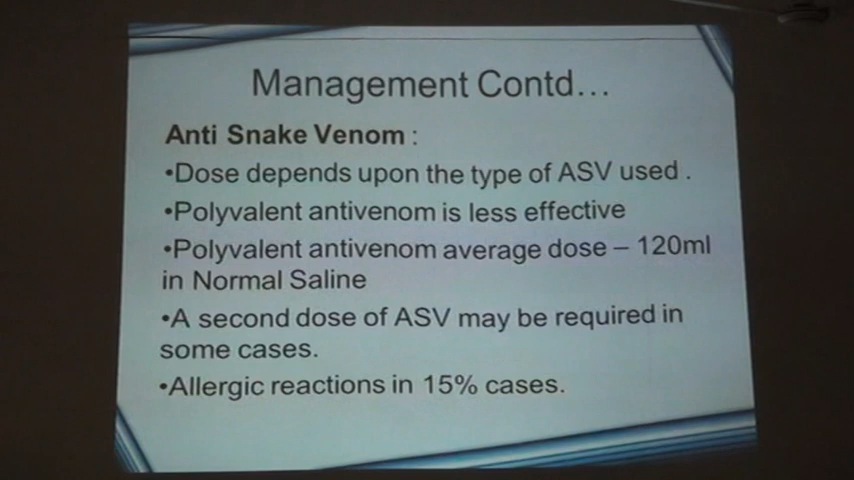 Management Contd...
Anti Snake Venom :
•Dose depends upon the type of ASV used .
•Polyvalent antivenom is less effective
•Polyvalent antivenom average dose – 120ml
in Normal Saline
•A second dose of ASV may be required in
some cases.
•Allergic reactions in 15% cases.